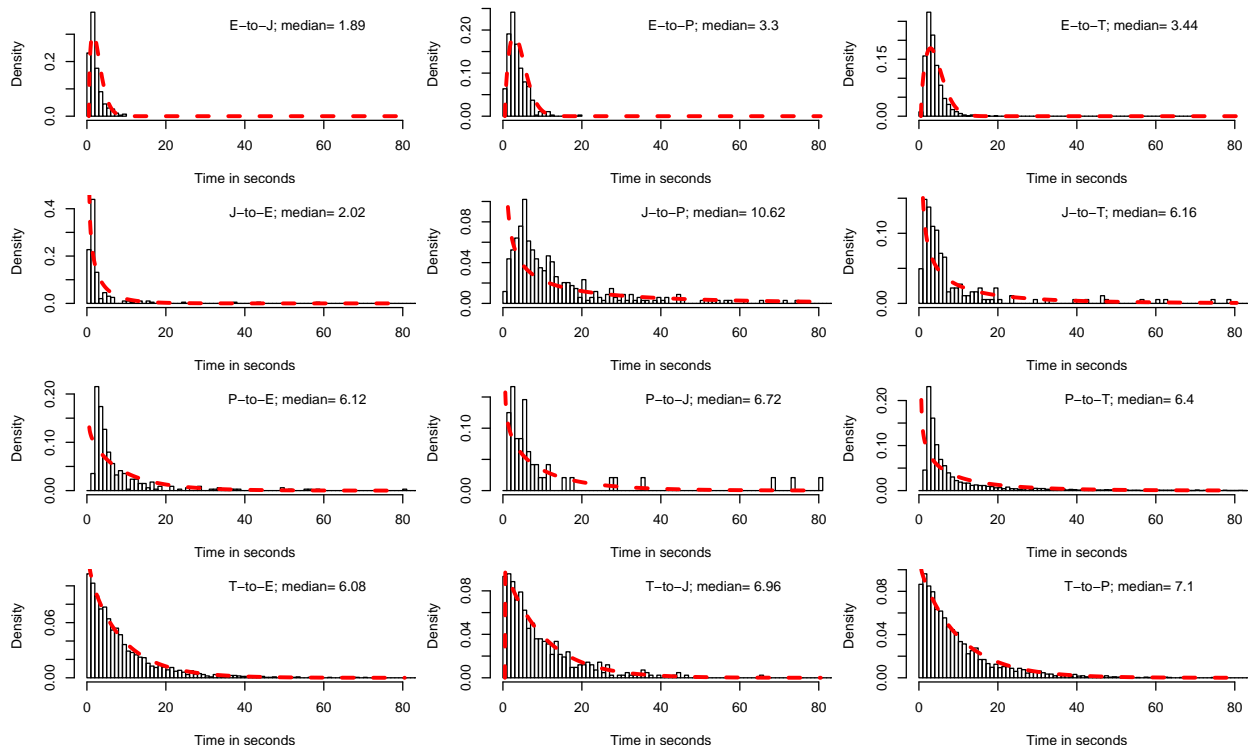 E−to−J; median= 1.89
Density
0.0 0.2
0 20 40 60 80
Time in seconds
E−to−P; median= 3.3
Density
0.00 0.10 0.20
0 20 40 60 80
Time in seconds
E−to−T; median= 3.44
Density
0.00 0.15
0 20 40 60 80
Time in seconds
J−to−E; median= 2.02
Density
0.0 0.2 0.4
0 20 40 60 80
Time in seconds
J−to−P; median= 10.62
Density
0.00 0.04 0.08
0 20 40 60 80
Time in seconds
J−to−T; median= 6.16
Density
0.00 0.10
0 20 40 60 80
Time in seconds
P−to−E; median= 6.12
Density
0.00 0.10 0.20
0 20 40 60 80
Time in seconds
P−to−J; median= 6.72
Density
0.00 0.10
0 20 40 60 80
Time in seconds
P−to−T; median= 6.4
Density
0.00 0.10 0.20
0 20 40 60 80
Time in seconds
T−to−E; median= 6.08
Density
0.00 0.06
0 20 40 60 80
Time in seconds
T−to−J; median= 6.96
Density
0.00 0.04 0.08
0 20 40 60 80
Time in seconds
T−to−P; median= 7.1
Density
0.00 0.04 0.08
0 20 40 60 80
Time in seconds